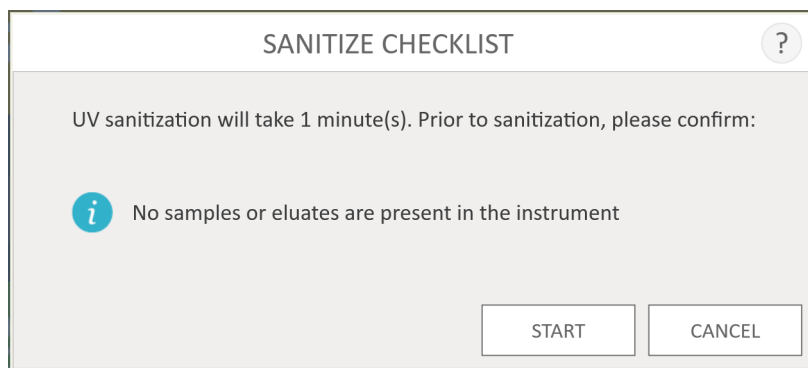 SANITIZE CHECKLIST
?
UV sanitization will take 1 minute(s). Prior to sanitization, please confirm:
i
No samples or eluates are present in the instrument
START
CANCEL